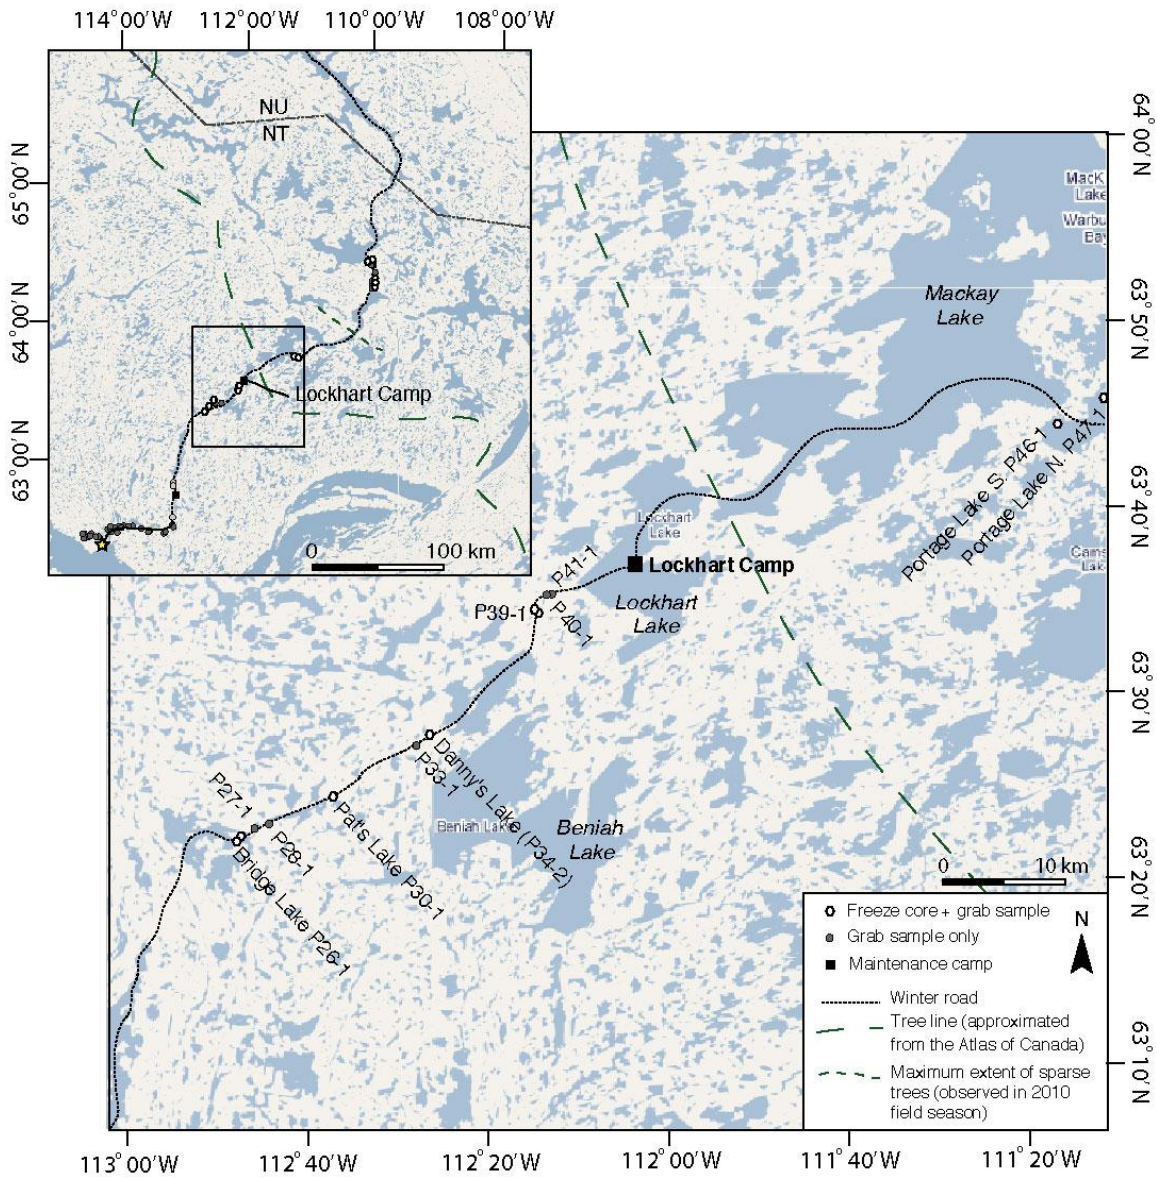 114°00'W 112°00'W 110°00'W 108°00'W
65°00'N
64°00'N
63°00'N
NU
NT
Lockhart Camp
0 100 km
64°00'N
63°50'N
63°40'N
63°30'N
63°20'N
63°10'N
MacK
Lake
Warbu
Bay
Mackay
Lake
Portage Lake S. P46-1
Portage Lake N. P47-1
Cams
Lak
Lockhart
Lake
Lockhart Camp
Lockhart
Lake
P41-1
P40-1
P39-1
Danny's Lake (P34-2)
P33-1
Beniah Lake
Beniah
Lake
Pat's Lake P30-1
P27-1
P28-1
Bridge Lake P26-1
0 10 km
Freeze core + grab sample
Grab sample only
Maintenance camp
N
Winter road
Tree line (approximated
from the Atlas of Canada)
Maximum extent of sparse
trees (observed in 2010
field season)
113°00'W 112°40'W 112°20'W 112°00'W 111°40'W 111°20'W